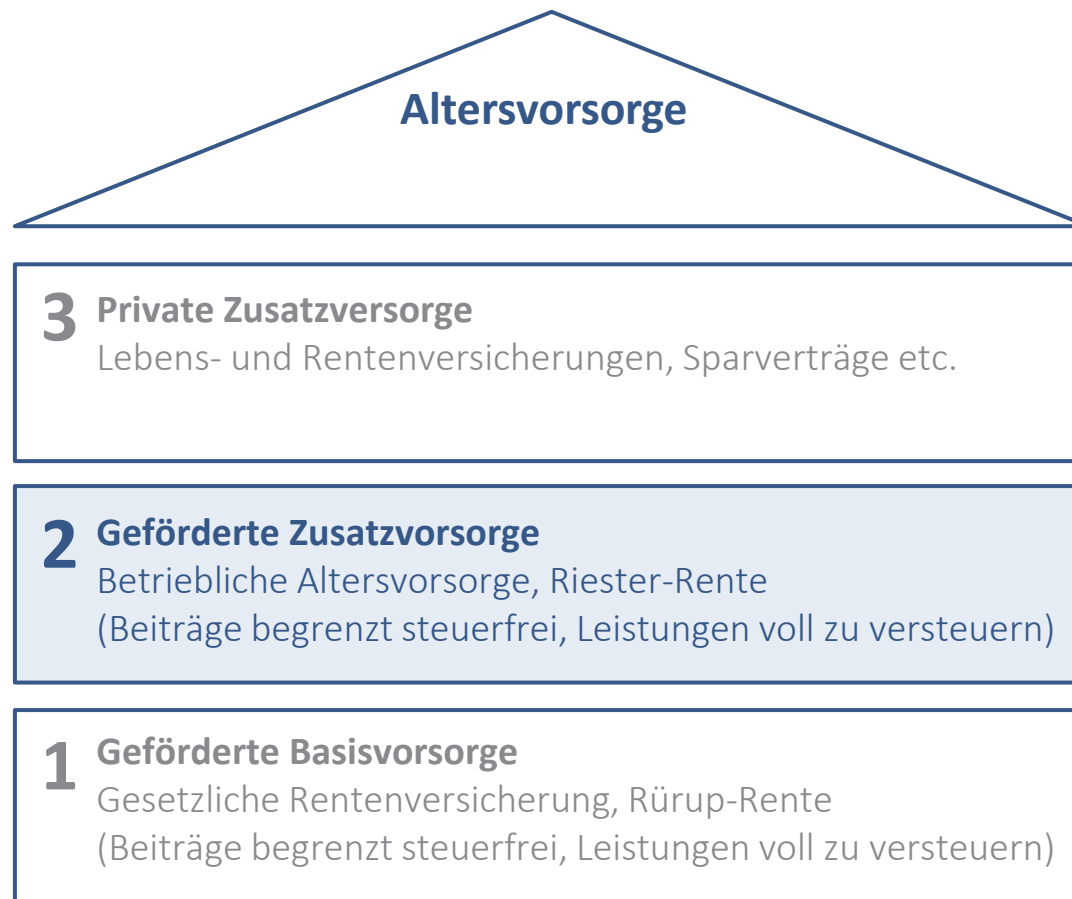 Altersvorsorge
3 Private Zusatzversorge
Lebens- und Rentenversicherungen, Sparverträge etc.
2 Geförderte Zusatzvorsorge
Betriebliche Altersvorsorge, Riester-Rente
(Beiträge begrenzt steuerfrei, Leistungen voll zu versteuern)
1 Geförderte Basisvorsorge
Gesetzliche Rentenversicherung, Rürup-Rente
(Beiträge begrenzt steuerfrei, Leistungen voll zu versteuern)